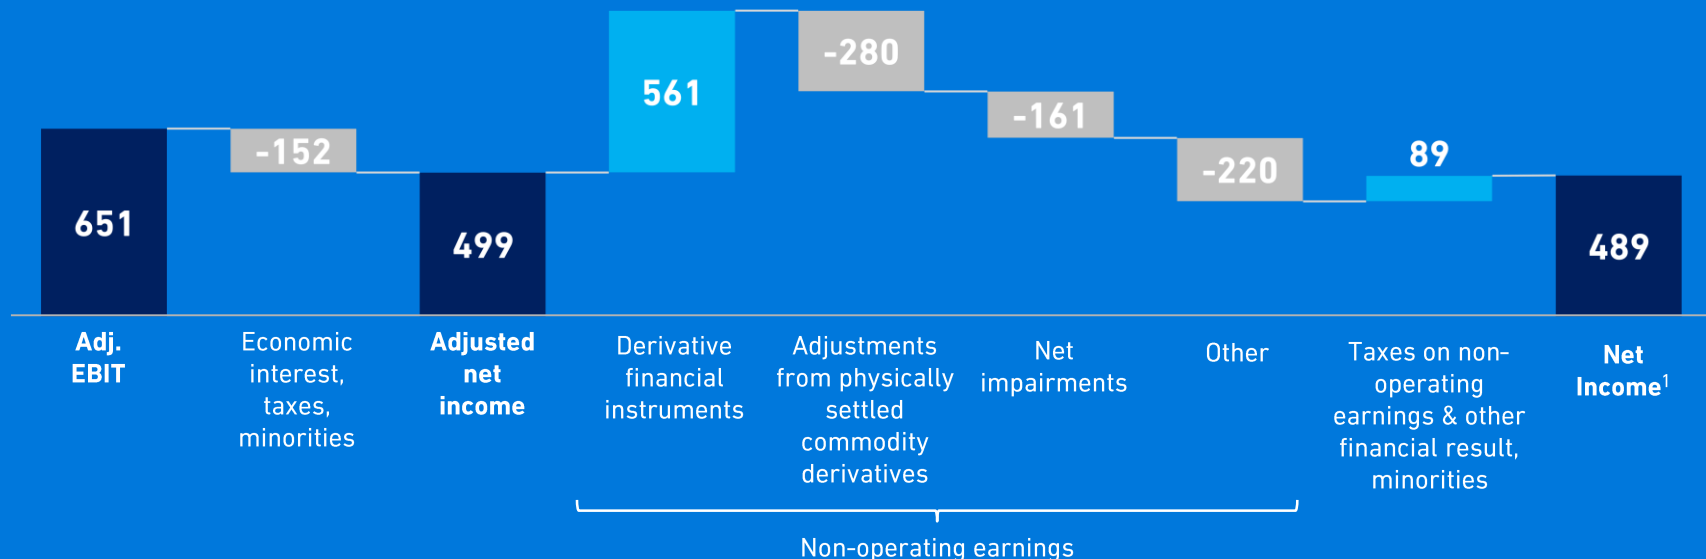 561
-280
-161
-152
-220
89
651
499
489
Adj.
EBIT
Economic
interest,
taxes,
minorities
Adjusted
net
income
Derivative
financial
instruments
Adjustments
from physically
settled
commodity
derivatives
Net
impairments
Other
Taxes on non-
operating
earnings & other
financial result,
minorities
Net
Income¹
Non-operating earnings